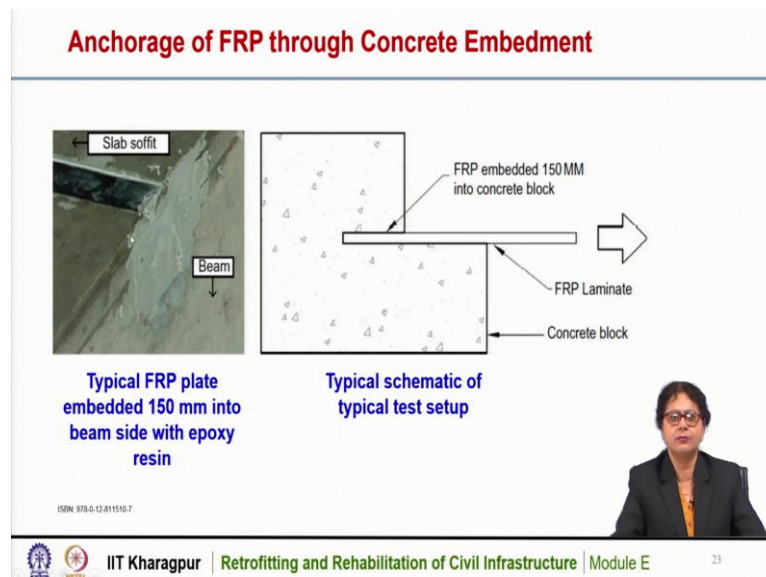 Anchorage of FRP through Concrete Embedment
Slab soffit
Beam
FRP embedded 150 MM
into concrete block
FRP Laminate
Concrete block
Typical FRP plate
embedded 150 mm into
beam side with epoxy
resin
Typical schematic of
typical test setup
ISBN: 978-0-12-811510-7
IIT Kharagpur | Retrofitting and Rehabilitation of Civil Infrastructure | Module E
23